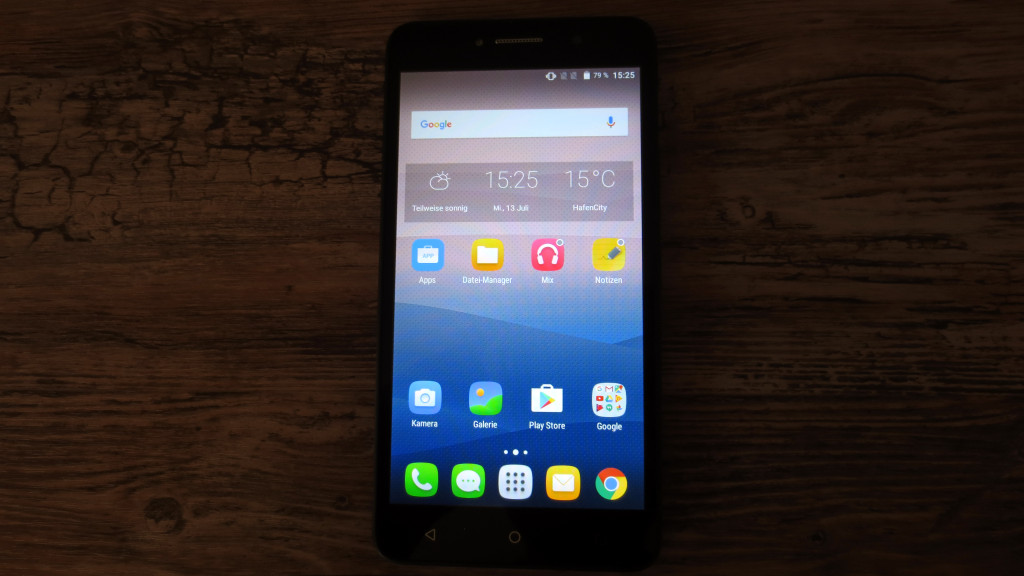 79 % 15:25
Google
15:25 15°C
Teilweise sonnig Mi., 13 Juli HafenCity
APP
Apps Datei-Manager Mix Notizen
Kamera Galerie Play Store Google